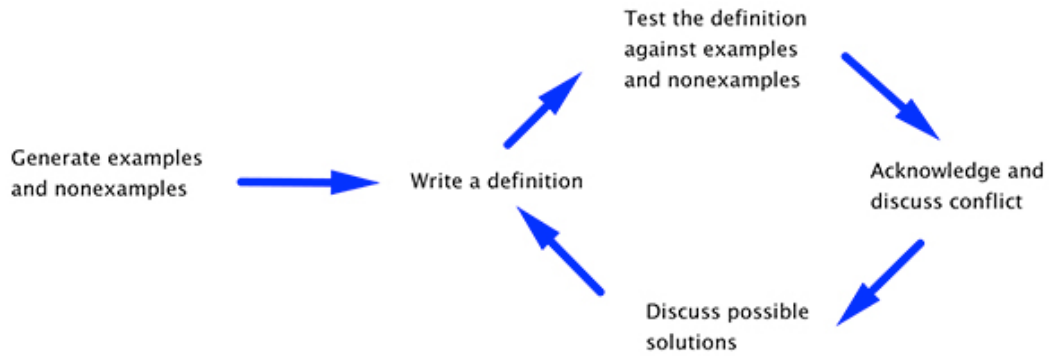 Generate examples
and nonexamples
Write a definition
Test the definition
against examples
and nonexamples
Acknowledge and
discuss conflict
Discuss possible
solutions